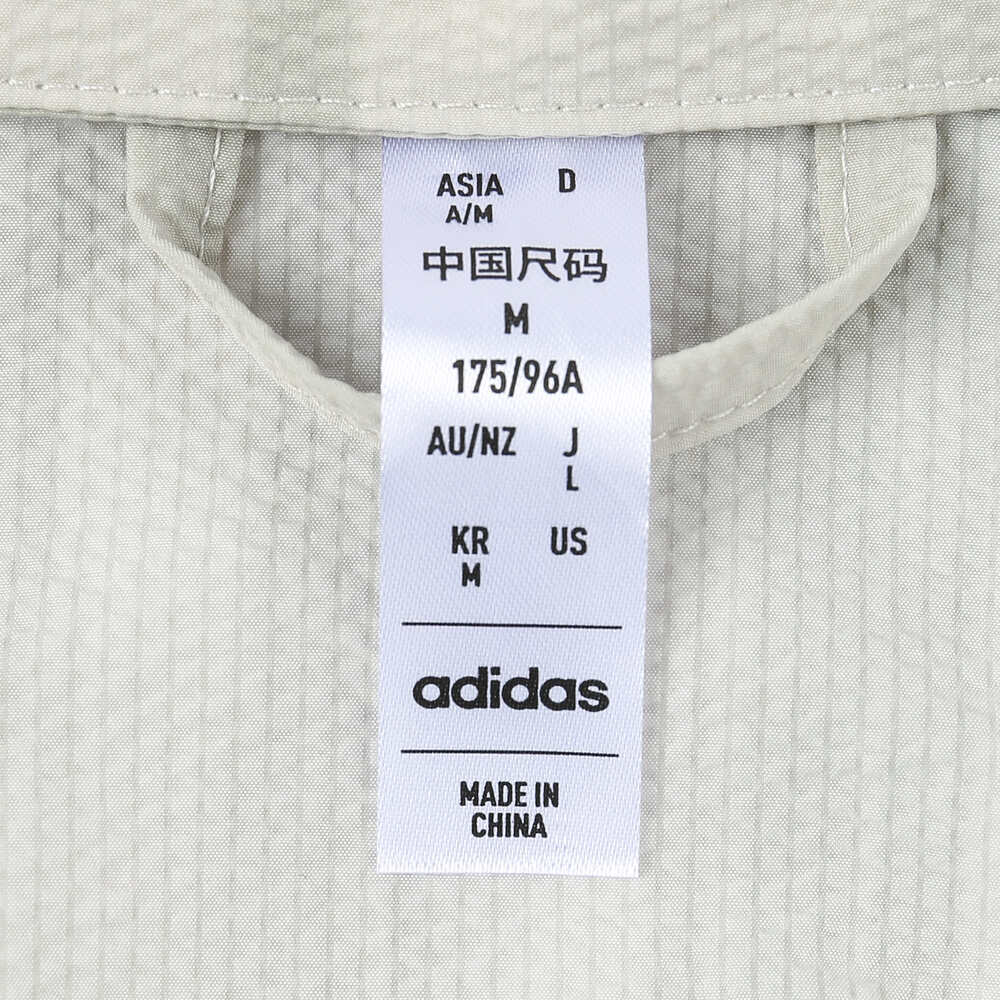 ASIA D
A/M
中国尺码
M
175/96A
AU/NZ J
L
KR US
M
adidas
MADE IN
CHINA